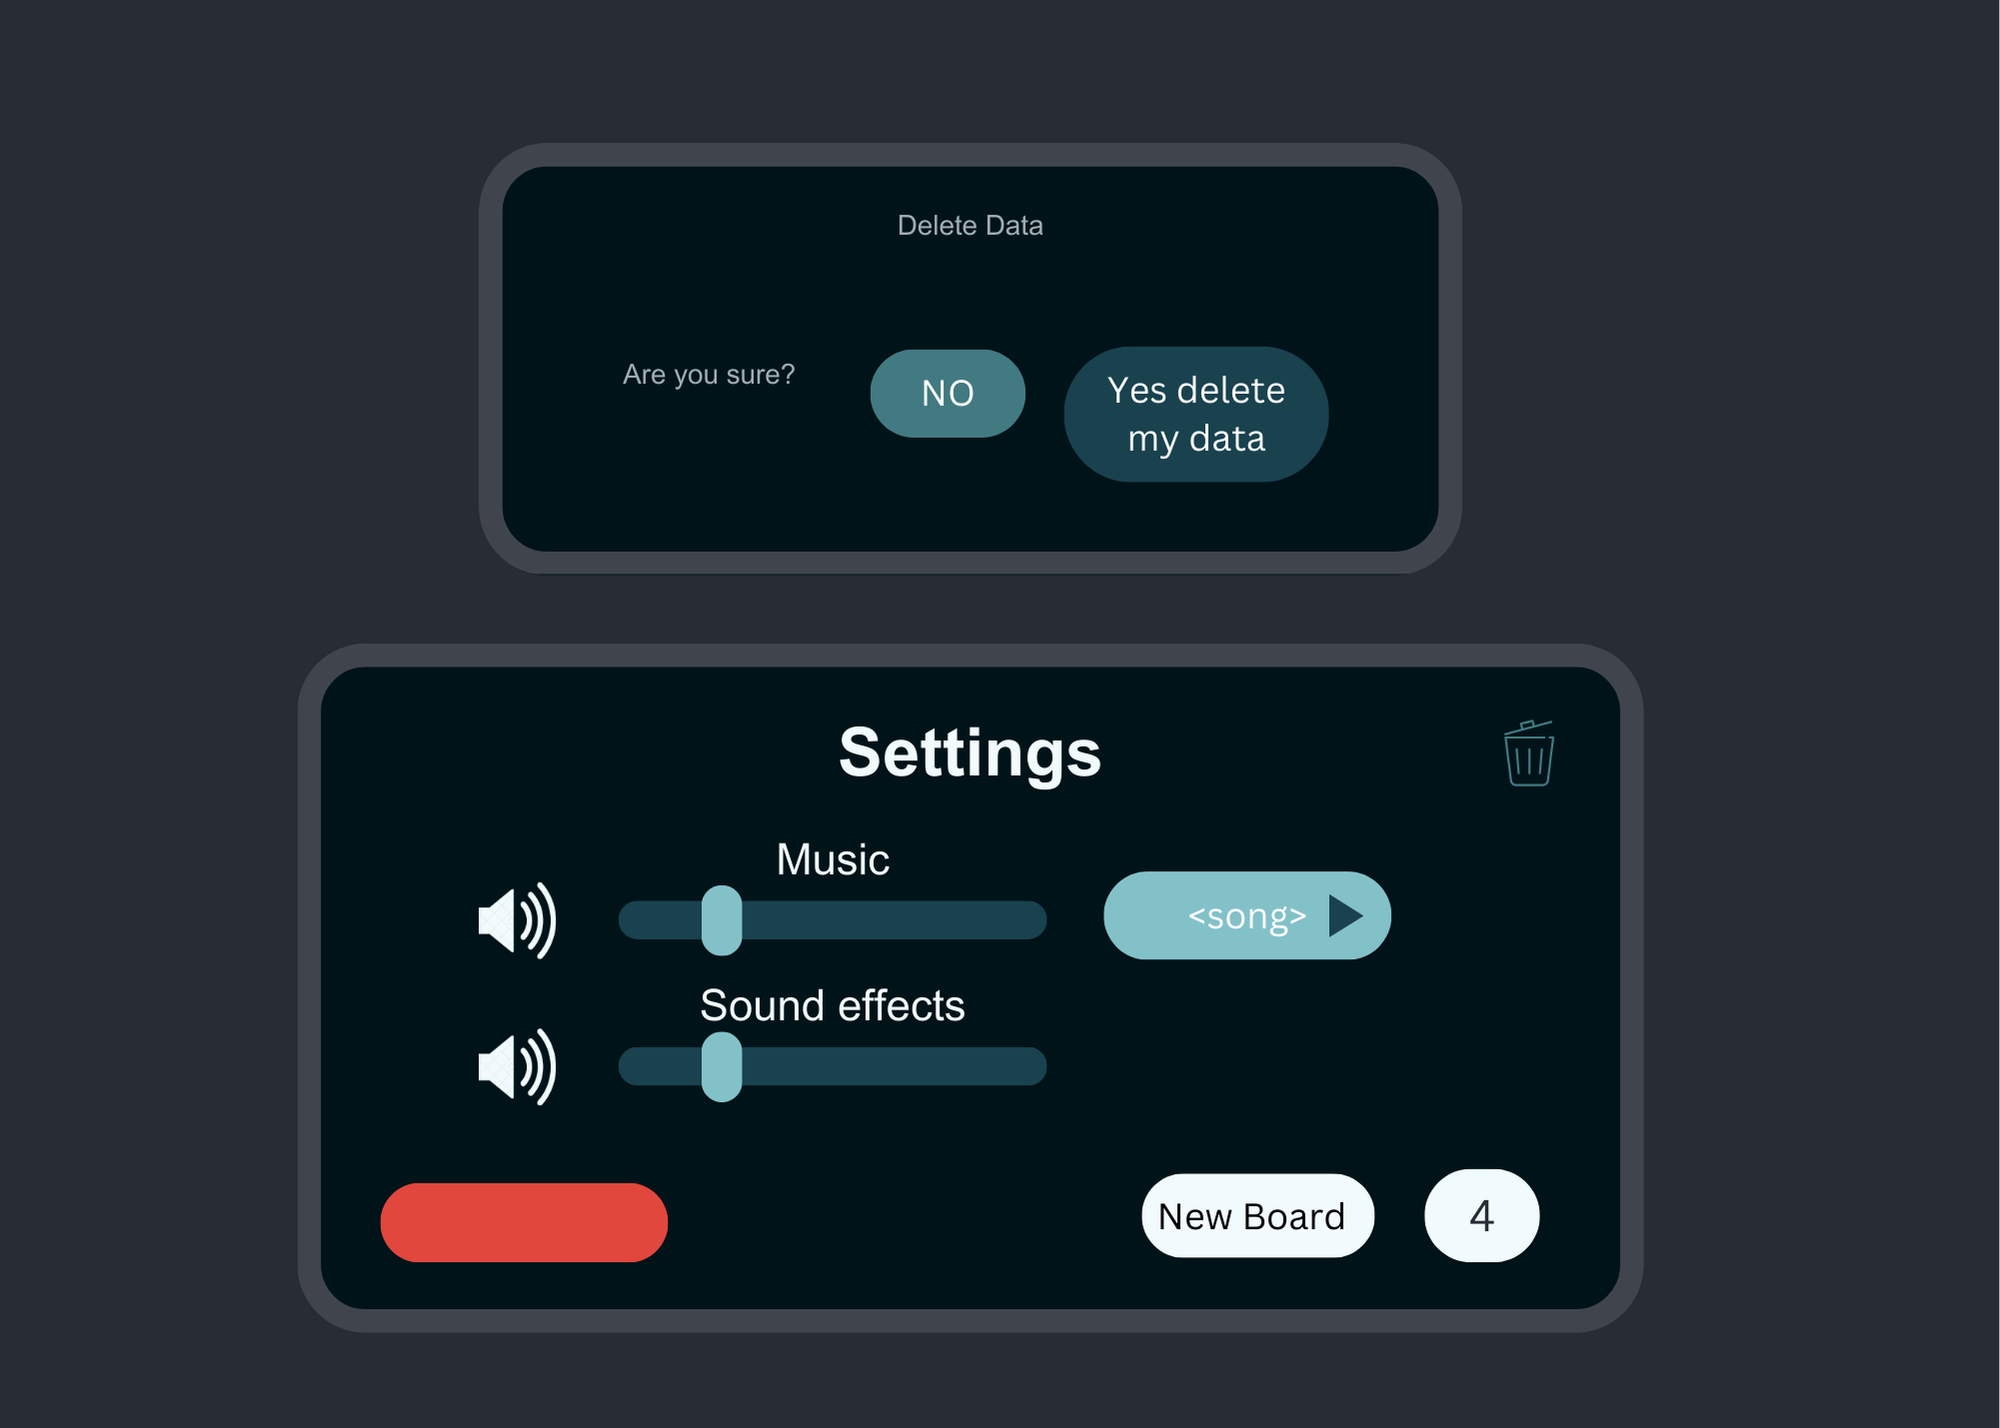 Delete Data
Are you sure?
NO
Yes delete
my data
Settings
Music
<song>
Sound effects
New Board
4